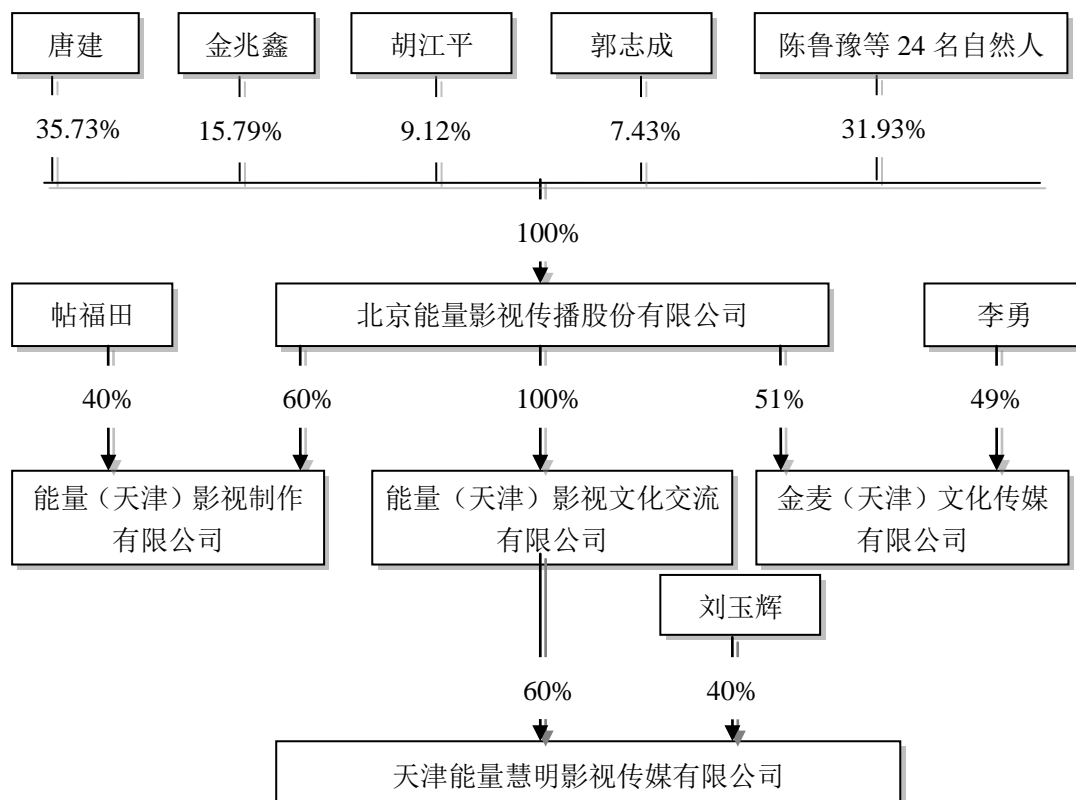 唐建
金兆鑫
胡江平
郭志成
陈鲁豫等 24 名自然人
35.73%
15.79%
9.12%
7.43%
31.93%
100%
帖福田
北京能量影视传播股份有限公司
李勇
40%
60%
100%
51%
49%
能量（天津）影视制作
有限公司
能量（天津）影视文化交流
有限公司
金麦（天津）文化传媒
有限公司
刘玉辉
60%
40%
天津能量慧明影视传媒有限公司